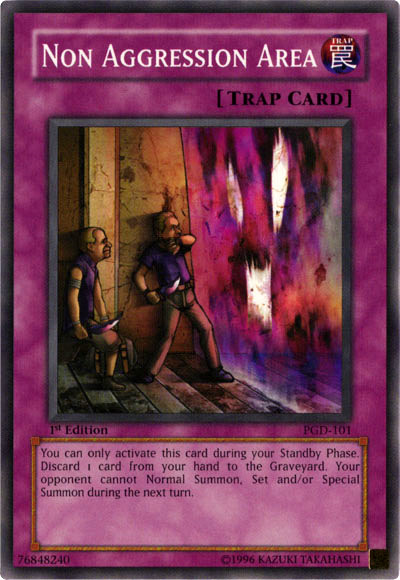 NON AGGRESSION AREA
TRAP
罠
[TRAP CARD]
1st Edition
PGD-101
You can only activate this card during your Standby Phase.
Discard 1 card from your hand to the Graveyard. Your
opponent cannot Normal Summon, Set and/or Special
Summon during the next turn.
76848240
©1996 KAZUKI TAKAHASHI